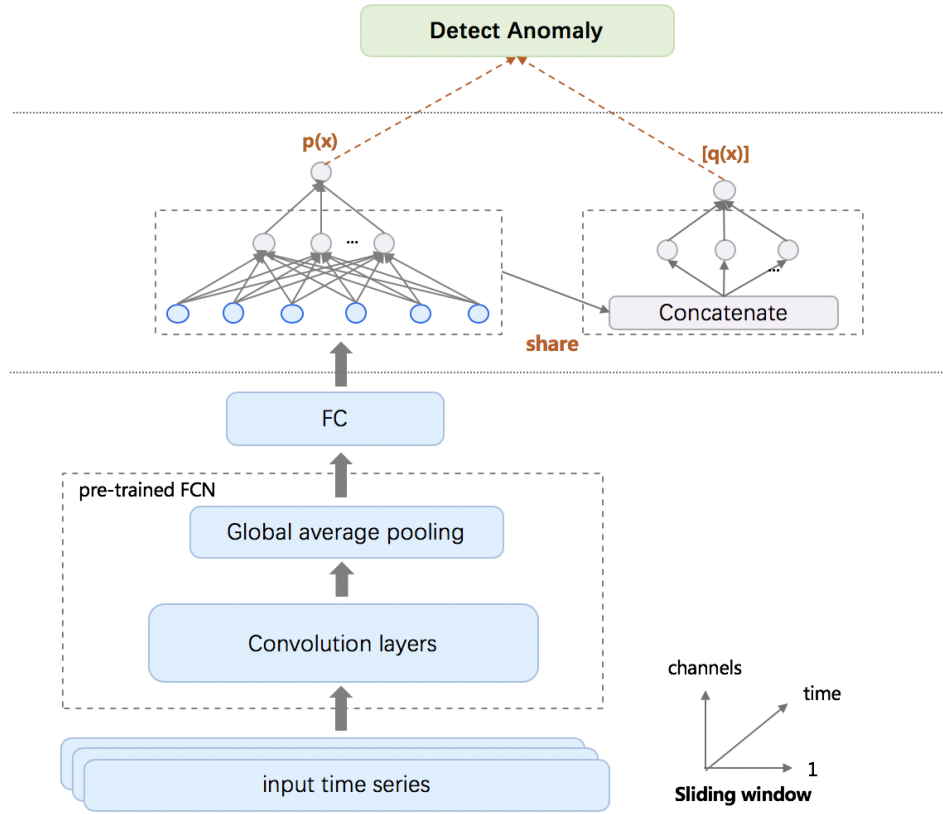 Detect Anomaly
p(x)
[q(x)]
...
...
Concatenate
share
FC
pre-trained FCN
Global average pooling
Convolution layers
channels
time
input time series
1
Sliding window